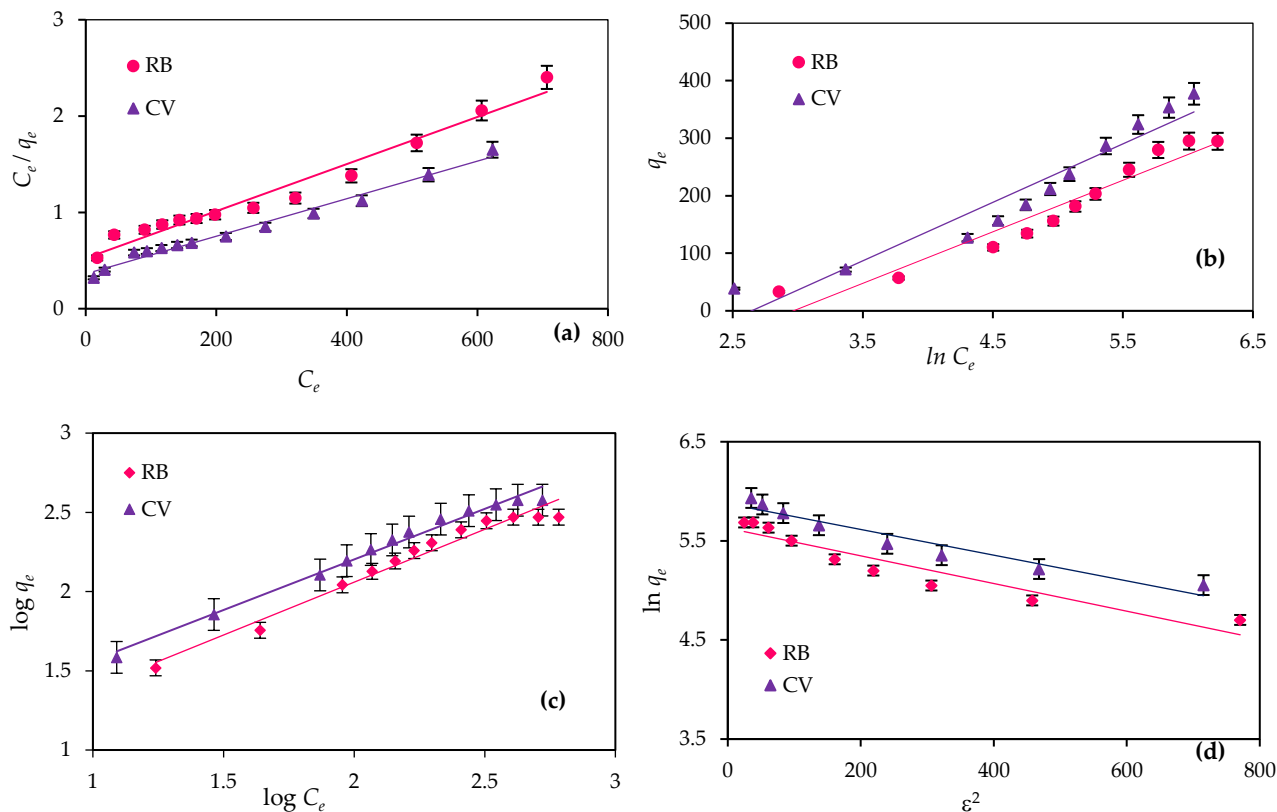 3
2
1
0
0
200
400
600
800
C_e / q_e
C_e
RB
CV
(a)
500
400
300
200
100
0
2.5
3.5
4.5
5.5
6.5
q_e
ln C_e
RB
CV
(b)
3
2.5
2
1.5
1
1
1.5
2
2.5
3
log q_e
log C_e
RB
CV
(c)
6.5
5.5
4.5
3.5
0
200
400
600
800
ln q_e
ε²
RB
CV
(d)